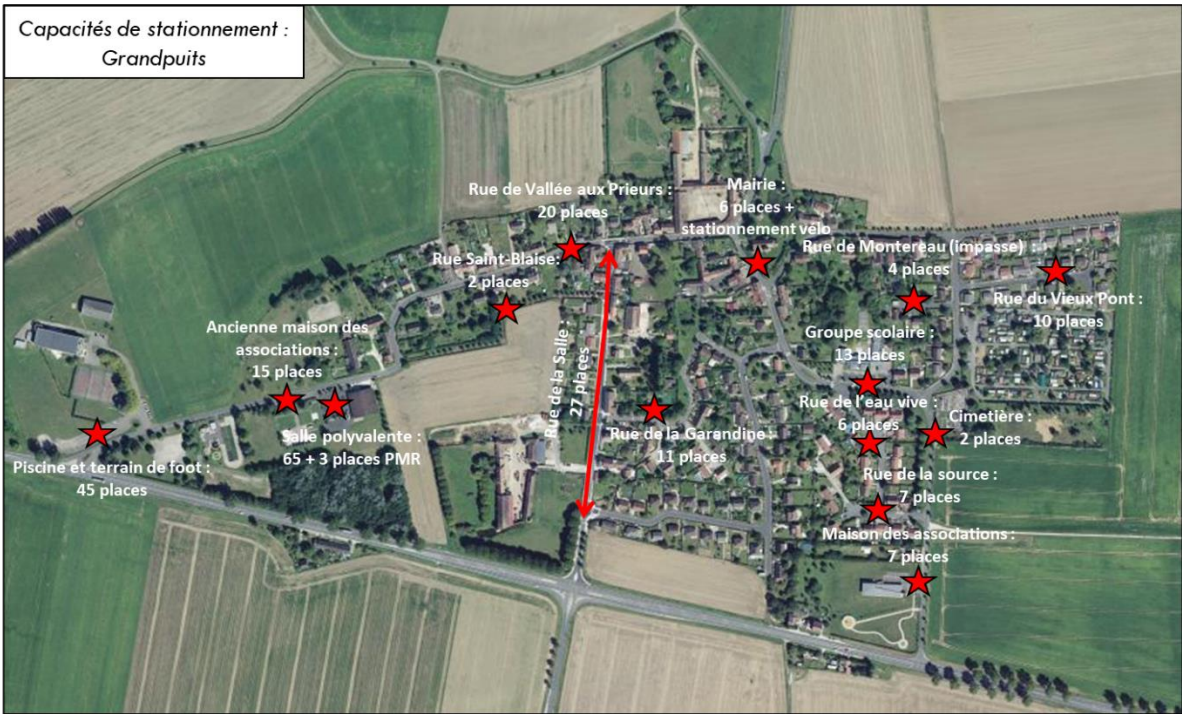 Capacités de stationnement :
Grandpuits
Rue de Vallée aux Prieurs :
20 places
Mairie :
6 places +
stationnement vélo
Rue Saint-Blaise:
2 places
Rue de Montereau (impasse) :
4 places
Rue du Vieux Pont :
10 places
Ancienne maison des
associations :
15 places
Rue de la Salle :
27 places
Groupe scolaire :
13 places
Rue de l'eau vive :
6 places
Cimetière :
2 places
Salle polyvalente :
65 + 3 places PMR
Rue de la Garandine :
11 places
Piscine et terrain de foot :
45 places
Rue de la source :
7 places
Maison des associations :
7 places